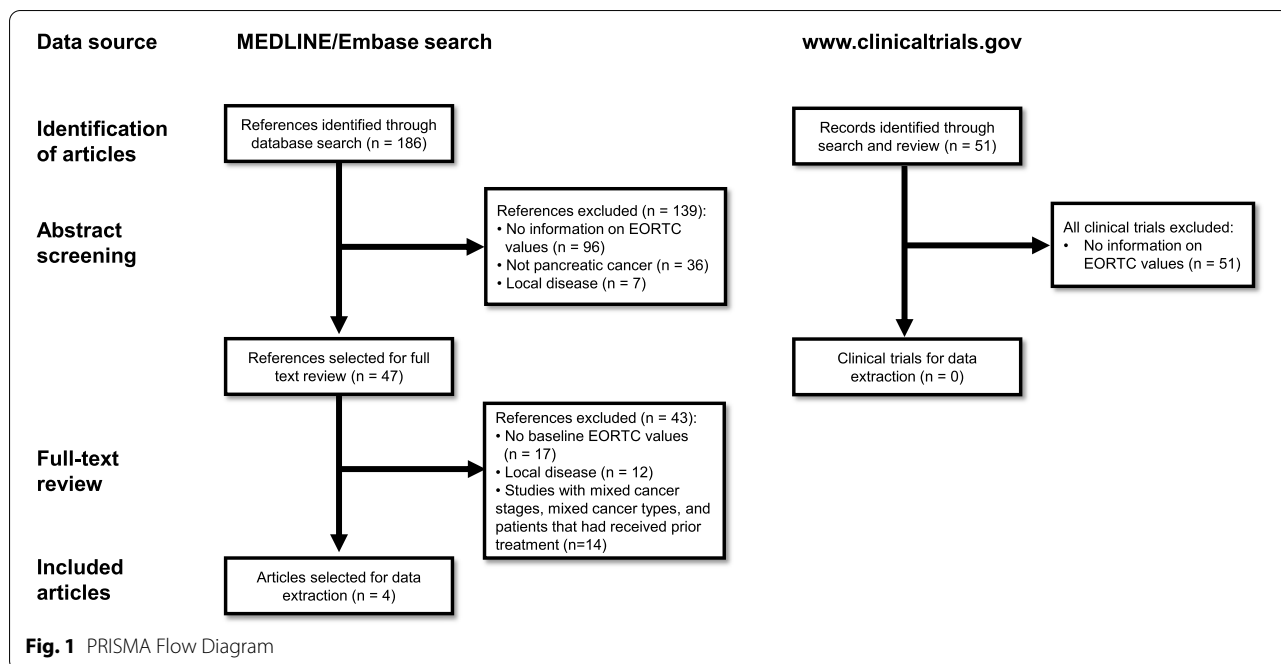 Data source
MEDLINE/Embase search
www.clinicaltrials.gov
Identification
of articles
References identified through
database search (n = 186)
Records identified through
search and review (n = 51)
Abstract
screening
References excluded (n = 139):
• No information on EORTC
values (n = 96)
• Not pancreatic cancer (n = 36)
• Local disease (n = 7)
All clinical trials excluded:
• No information on
EORTC values (n = 51)
References selected for full
text review (n = 47)
Clinical trials for data
extraction (n = 0)
Full-text
review
References excluded (n = 43):
• No baseline EORTC values
(n = 17)
• Local disease (n = 12)
• Studies with mixed cancer
stages, mixed cancer types, and
patients that had received prior
treatment (n=14)
Included
articles
Articles selected for data
extraction (n = 4)
Fig. 1 PRISMA Flow Diagram